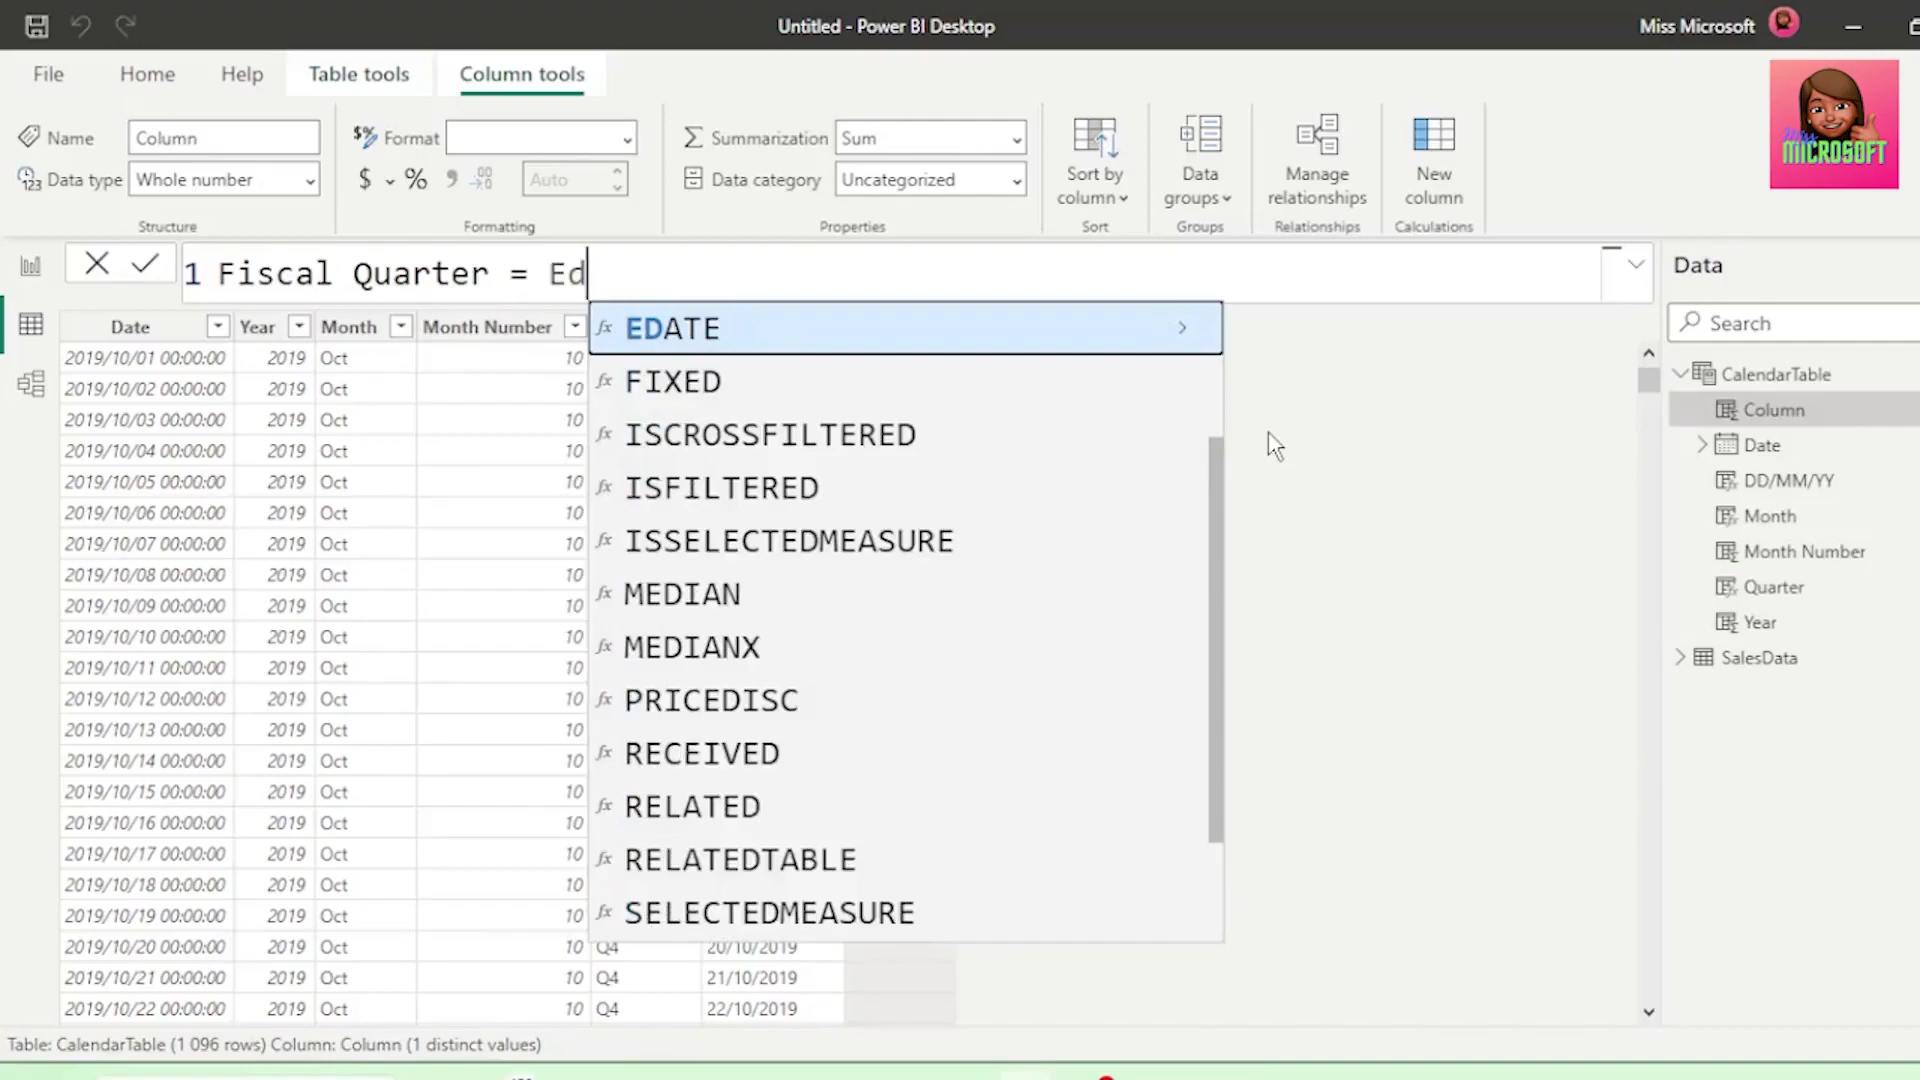 Untitled - Power BI Desktop
Miss Microsoft
File Home Help Table tools Column tools
Name Column
Format
Summarization Sum
Data type Whole number
$ % Auto
Data category Uncategorized
Sort by column
Data groups
Manage relationships
New column
Structure Formatting Properties Sort Groups Relationships Calculations
Miss
MICROSOFT
1 Fiscal Quarter = Ed
Data
Search
Date Year Month Month Number
EDATE
FIXED
ISCROSSFILTERED
ISFILTERED
ISSELECTEDMEASURE
MEDIAN
MEDIANX
PRICEDISC
RECEIVED
RELATED
RELATEDTABLE
SELECTEDMEASURE
2019/10/01 00:00:00 2019 Oct 10
2019/10/02 00:00:00 2019 Oct 10
2019/10/03 00:00:00 2019 Oct 10
2019/10/04 00:00:00 2019 Oct 10
2019/10/05 00:00:00 2019 Oct 10
2019/10/06 00:00:00 2019 Oct 10
2019/10/07 00:00:00 2019 Oct 10
2019/10/08 00:00:00 2019 Oct 10
2019/10/09 00:00:00 2019 Oct 10
2019/10/10 00:00:00 2019 Oct 10
2019/10/11 00:00:00 2019 Oct 10
2019/10/12 00:00:00 2019 Oct 10
2019/10/13 00:00:00 2019 Oct 10
2019/10/14 00:00:00 2019 Oct 10
2019/10/15 00:00:00 2019 Oct 10
2019/10/16 00:00:00 2019 Oct 10
2019/10/17 00:00:00 2019 Oct 10
2019/10/18 00:00:00 2019 Oct 10
2019/10/19 00:00:00 2019 Oct 10
2019/10/20 00:00:00 2019 Oct 10 Q4 20/10/2019
2019/10/21 00:00:00 2019 Oct 10 Q4 21/10/2019
2019/10/22 00:00:00 2019 Oct 10 Q4 22/10/2019
CalendarTable
Column
Date
DD/MM/YY
Month
Month Number
Quarter
Year
SalesData
Table: CalendarTable (1 096 rows) Column: Column (1 distinct values)